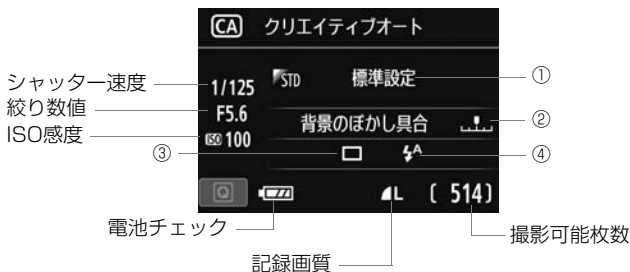 CA クリエイティブオート
シャッター速度
絞り数値
ISO感度
1/125
F5.6
ISO 100
STD 標準設定
背景のぼかし具合
A
Q
L [ 514]
①
②
③
④
電池チェック
記録画質
撮影可能枚数